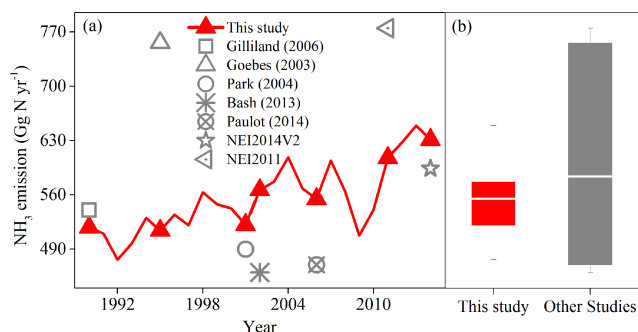 (a)
This study
Gilliland (2006)
Goebes (2003)
Park (2004)
Bash (2013)
Paulot (2014)
NEI2014V2
NEI2011
NH3 emission (Gg N yr-1)
770
700
630
560
490
1992
1998
2004
2010
Year
(b)
This study
Other Studies